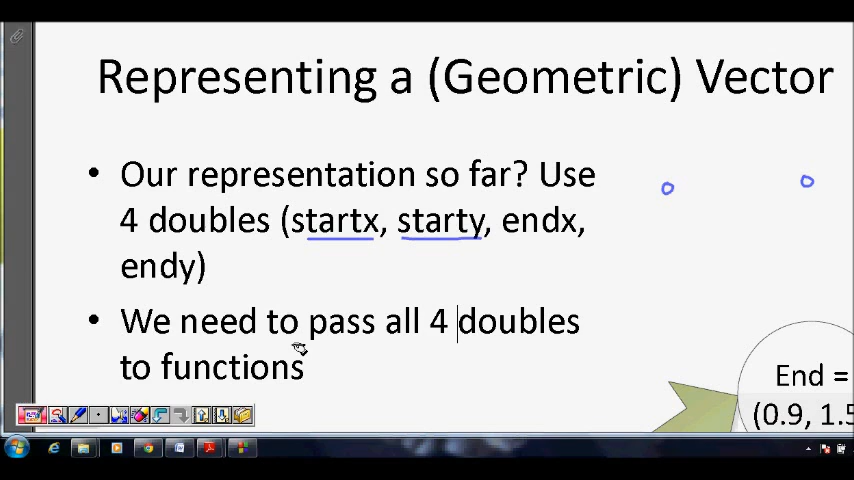 Representing a (Geometric) Vector
• Our representation so far? Use
4 doubles (startx, starty, endx,
endy)
• We need to pass all 4 doubles
to functions
End =
(0.9, 1.5